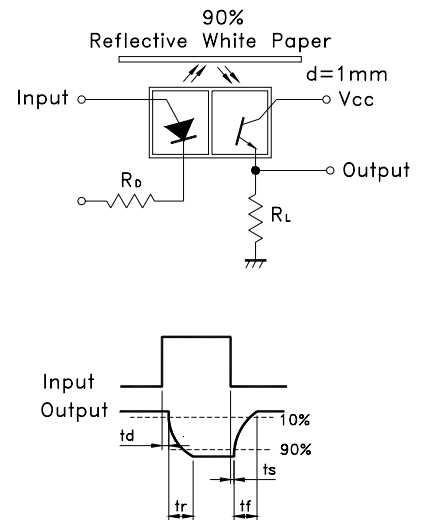 90%
Reflective White Paper
d=1mm
Input
Vcc
Output
RD
RL
Input
Output
10%
td
90%
ts
tr
tf